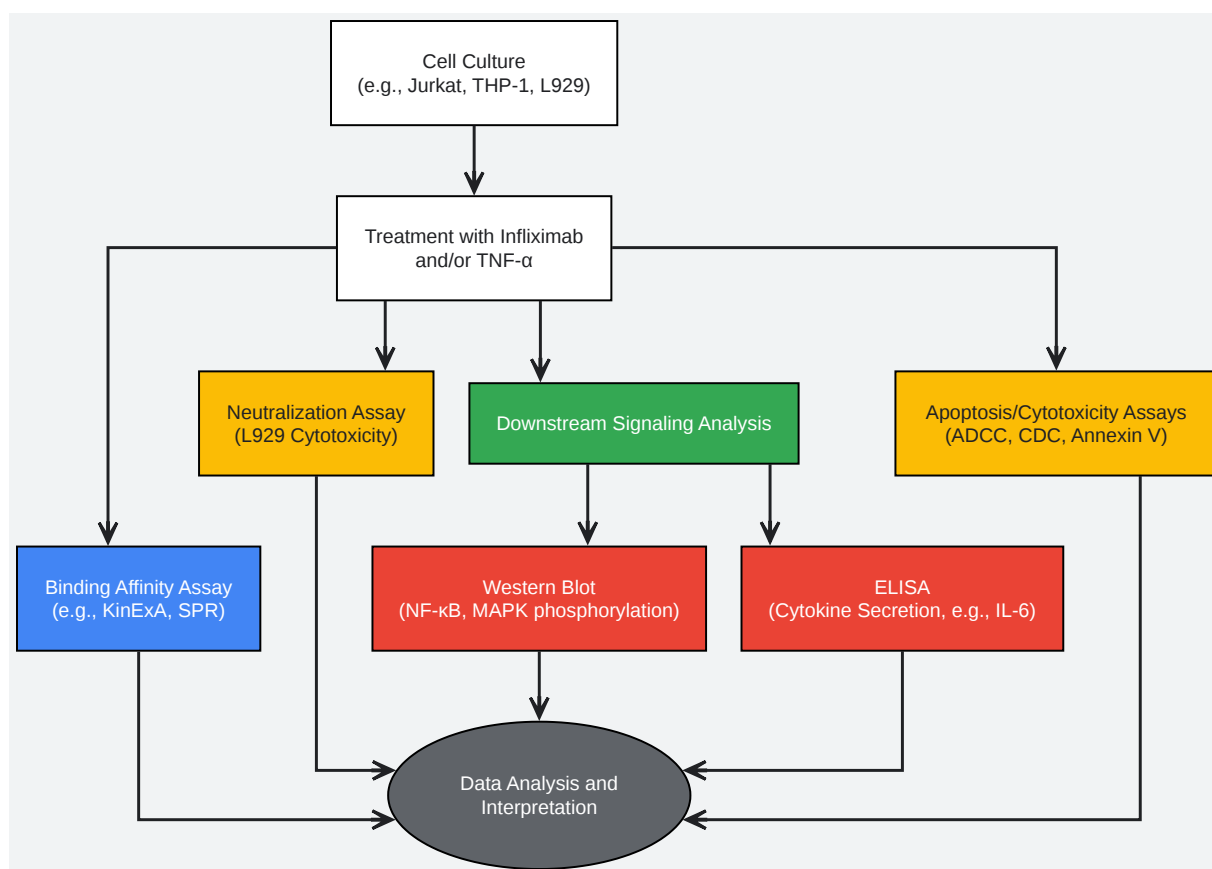 Cell Culture
(e.g., Jurkat, THP-1, L929)
Treatment with Infliximab
and/or TNF-α
Neutralization Assay
(L929 Cytotoxicity)
Downstream Signaling Analysis
Apoptosis/Cytotoxicity Assays
(ADCC, CDC, Annexin V)
Binding Affinity Assay
(e.g., KinExA, SPR)
Western Blot
(NF-κB, MAPK phosphorylation)
ELISA
(Cytokine Secretion, e.g., IL-6)
Data Analysis and
Interpretation